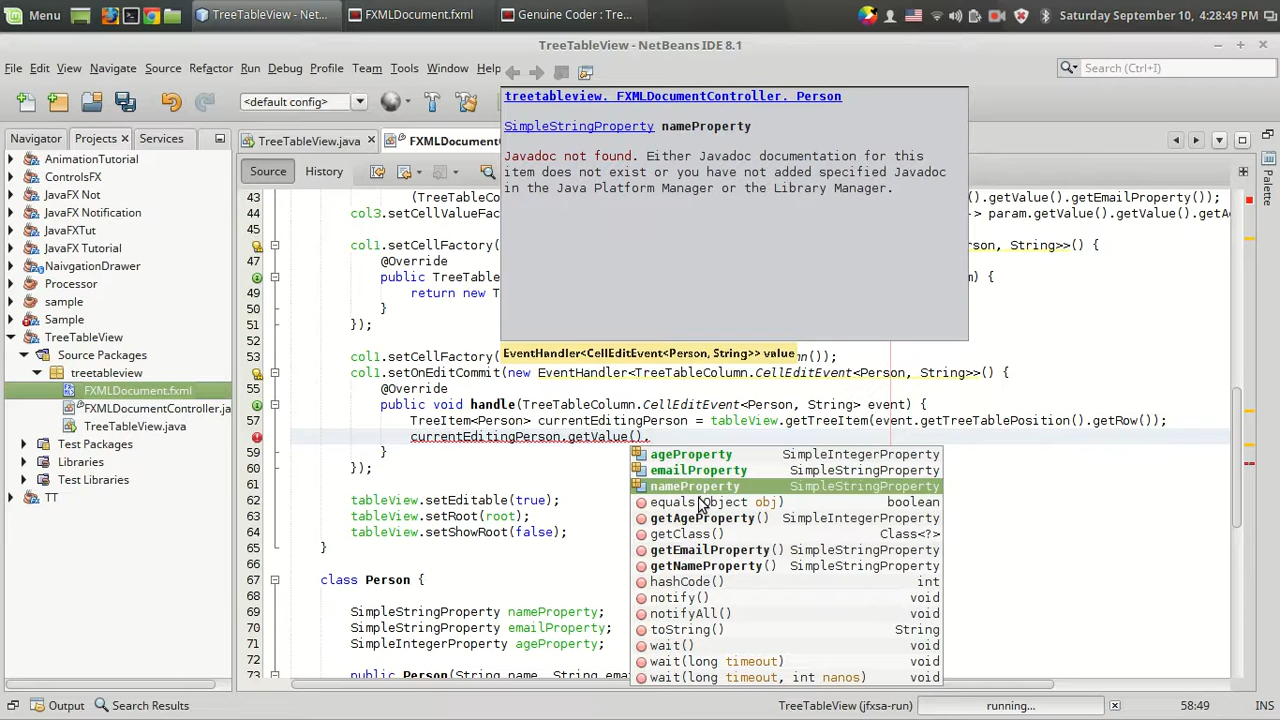 Menu
TreeTableView - Net...
FXMLDocument.fxml
Genuine Coder : Tre...
Saturday September 10, 4:28:49 PM
TreeTableView - NetBeans IDE 8.1
File Edit View Navigate Source Refactor Run Debug Profile Team Tools Window Help
Search (Ctrl+I)
<default config>
Navigator Projects Services
TreeTableView.java
FXMLDocument
Source History
AnimationTutorial
ControlsFX
JavaFX Not
JavaFX Notification
JavaFXTut
JavaFX Tutorial
NaivgationDrawer
Processor
sample
Sample
TreeTableView
Source Packages
treetableview
FXMLDocument.fxml
FXMLDocumentController.ja
TreeTableView.java
Test Packages
Libraries
Test Libraries
TT
treetableview. FXMLDocumentController. Person
SimpleStringProperty nameProperty
Javadoc not found. Either Javadoc documentation for this
item does not exist or you have not added specified Javadoc
in the Java Platform Manager or the Library Manager.
EventHandler<CellEditEvent<Person, String>> value
43 (TreeTableCo ().getValue().getEmailProperty());
44 col3.setCellValueFac -> param.getValue().getValue().getA
45
col1.setCellFactory( son, String>>() {
47 @Override
public TreeTable m) {
49 return new T
50 }
51 });
52
53 col1.setCellFactory( mn());
col1.setOnEditCommit(new EventHandler<TreeTableColumn.CellEditEvent<Person, String>>() {
55 @Override
public void handle(TreeTableColumn.CellEditEvent<Person, String> event) {
57 TreeItem<Person> currentEditingPerson = tableView.getTreeItem(event.getTreeTablePosition().getRow());
currentEditingPerson.getValue().
59 }
60 });
61
62 tableView.setEditable(true);
63 tableView.setRoot(root);
64 tableView.setShowRoot(false);
65 }
67 class Person {
68
69 SimpleStringProperty nameProperty;
70 SimpleStringProperty emailProperty;
71 SimpleIntegerProperty ageProperty;
72
public Person(String name, String ema
ageProperty SimpleIntegerProperty
emailProperty SimpleStringProperty
nameProperty SimpleStringProperty
equals(Object obj) boolean
getAgeProperty() SimpleIntegerProperty
getClass() Class<?>
getEmailProperty() SimpleStringProperty
getNameProperty() SimpleStringProperty
hashCode() int
notify() void
notifyAll() void
toString() String
wait() void
wait(long timeout) void
wait(long timeout, int nanos) void
Palette
Output Search Results
TreeTableView (jfxsa-run) running... 58:49 INS